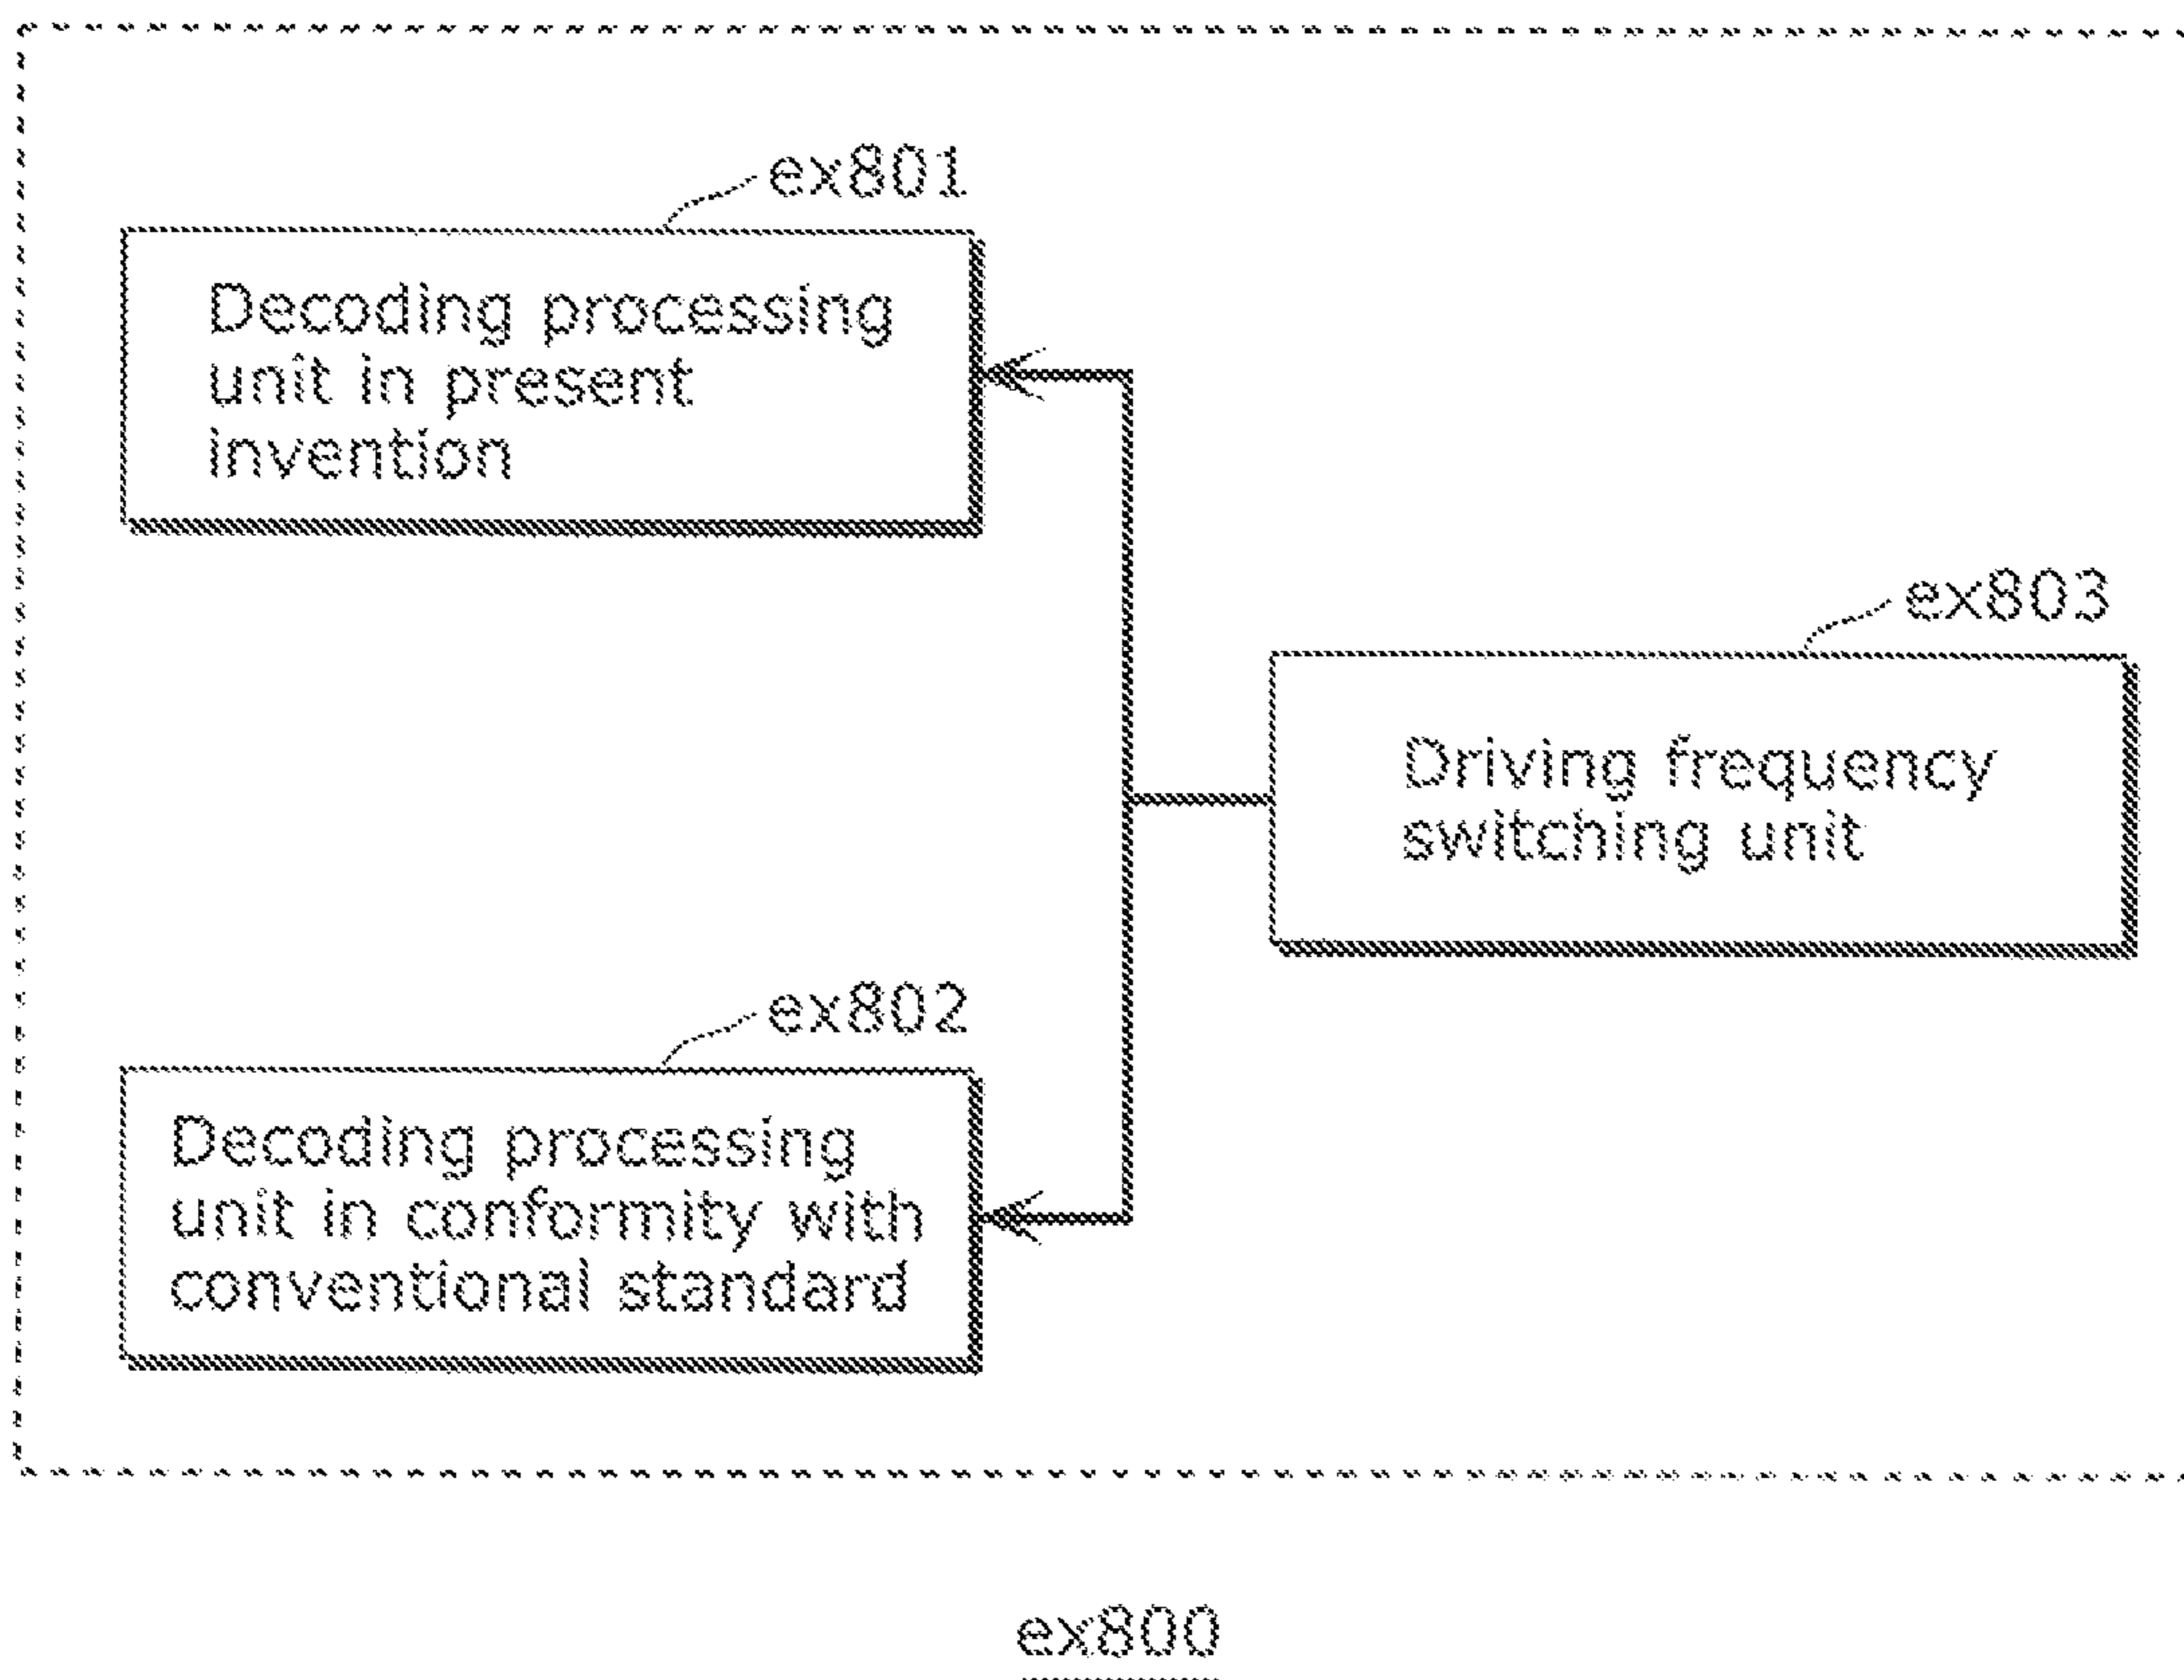 ex801
Decoding processing
unit in present
invention
ex803
Driving frequency
switching unit
ex802
Decoding processing
unit in conformity with
conventional standard
ex800